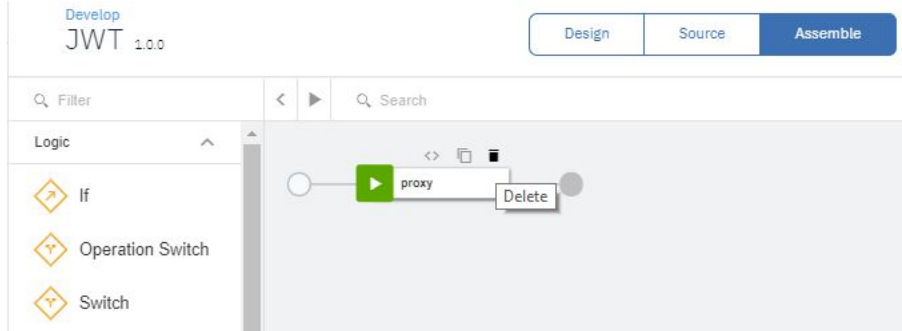 Develop
JWT 1.0.0
Design
Source
Assemble
Filter
Search
Logic
<>
proxy
Delete
If
Operation Switch
Switch